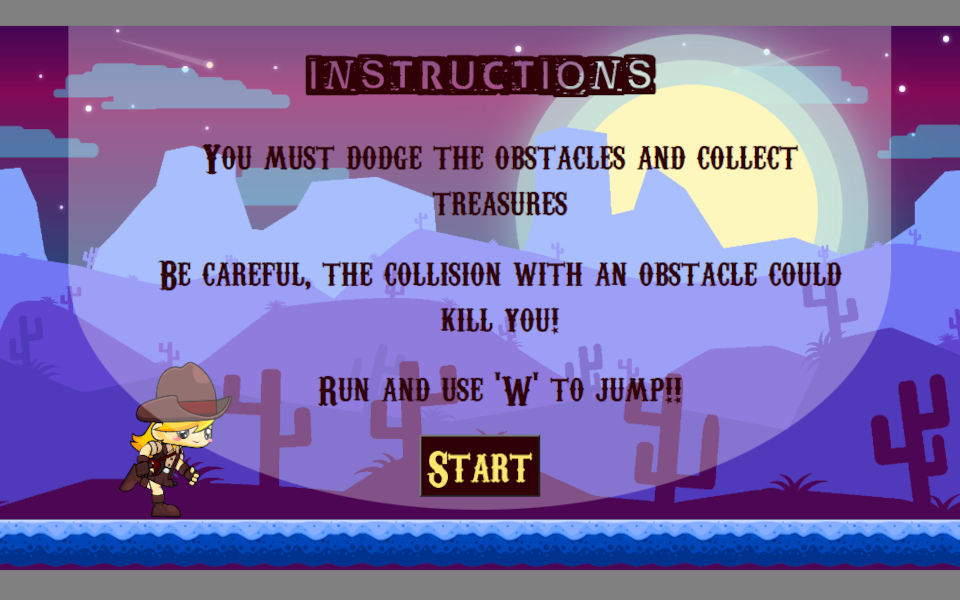 INSTRUCTIONS
You must dodge the obstacles and collect
treasures
Be careful, the collision with an obstacle could
kill you!
Run and use 'W' to jump!!
Start